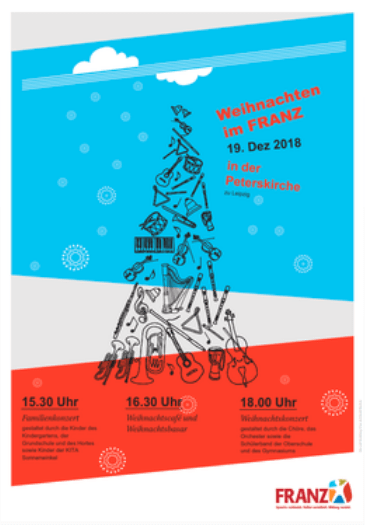 Weihnachten
im FRANZ
19. Dez 2018
in der
Peterskirche
zu Leipzig
15.30 Uhr
Familienkonzert
gestaltet durch die Kinder des
Kindergartens, der
Grundschule und des Hortes
sowie Kinder der KITA
16.30 Uhr
Weihnachtscafé und
Weihnachtsbasar
18.00 Uhr
Weihnachtskonzert
gestaltet durch die Chöre, das
Orchester sowie die
Schülerband der Oberschule
und des Gymnasiums
FRANZ